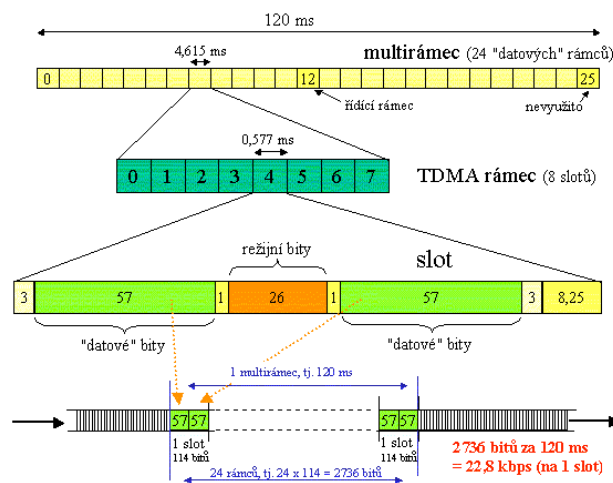 120 ms
4,615 ms
multirámec (24 "datových" rámců)
0 12 25
řídící rámec
nevyužito
0,577 ms
0 1 2 3 4 5 6 7
TDMA rámec (8 slotů)
režijní bity
slot
3 57 1 26 1 57 3 8,25
"datové" bity "datové" bity
1 multirámec, tj. 120 ms
57 57 57 57
1 slot 1 slot
114 bitů 114 bitů
24 rámců, tj. 24 x 114 = 2736 bitů
2736 bitů za 120 ms
= 22,8 kbps (na 1 slot)